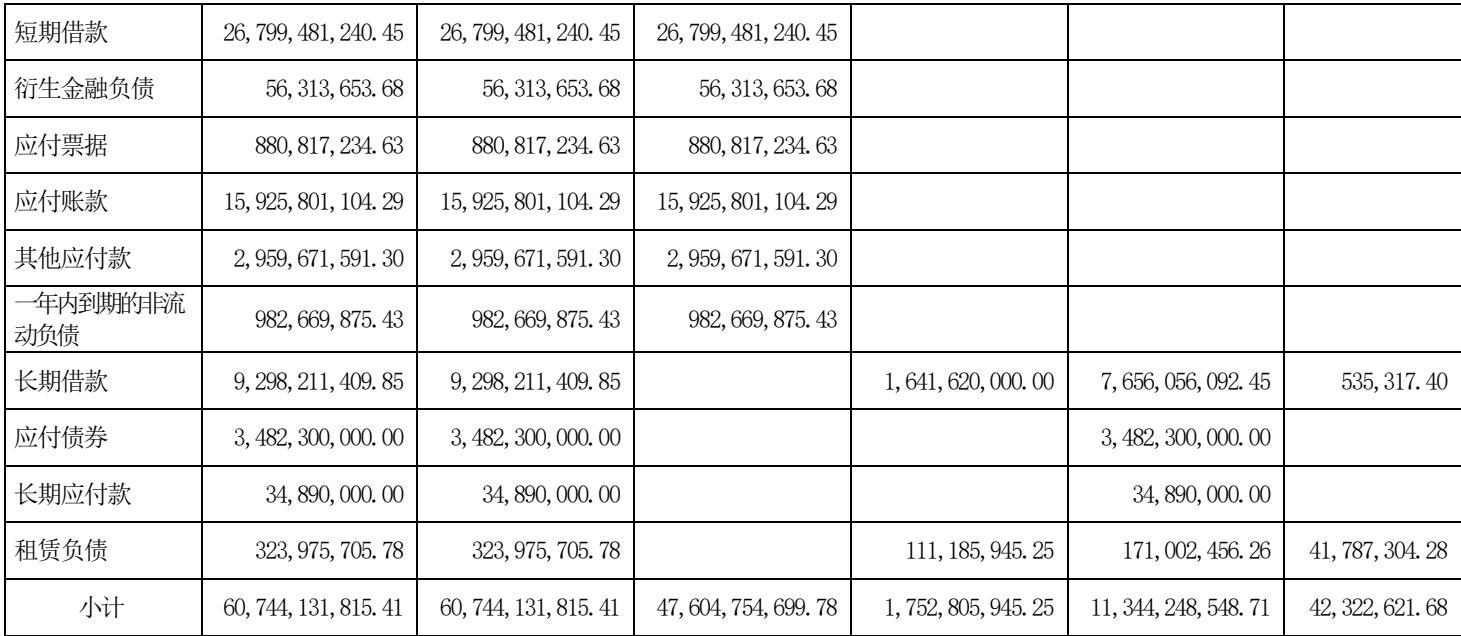 短期借款 26,799,481,240.45 26,799,481,240.45 26,799,481,240.45
衍生金融负债 56,313,653.68 56,313,653.68 56,313,653.68
应付票据 880,817,234.63 880,817,234.63 880,817,234.63
应付账款 15,925,801,104.29 15,925,801,104.29 15,925,801,104.29
其他应付款 2,959,671,591.30 2,959,671,591.30 2,959,671,591.30
一年内到期的非流
动负债 982,669,875.43 982,669,875.43 982,669,875.43
长期借款 9,298,211,409.85 9,298,211,409.85 1,641,620,000.00 7,656,056,092.45 535,317.40
应付债券 3,482,300,000.00 3,482,300,000.00 3,482,300,000.00
长期应付款 34,890,000.00 34,890,000.00 34,890,000.00
租赁负债 323,975,705.78 323,975,705.78 111,185,945.25 171,002,456.26 41,787,304.28
小计 60,744,131,815.41 60,744,131,815.41 47,604,754,699.78 1,752,805,945.25 11,344,248,548.71 42,322,621.68